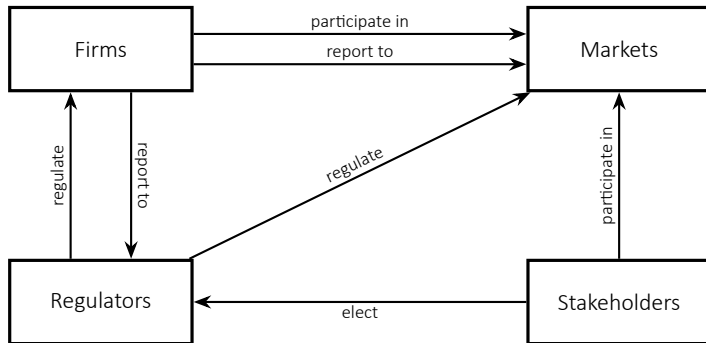 participate in
Firms
Markets
report to
regulate
report to
regulate
participate in
Regulators
Stakeholders
elect